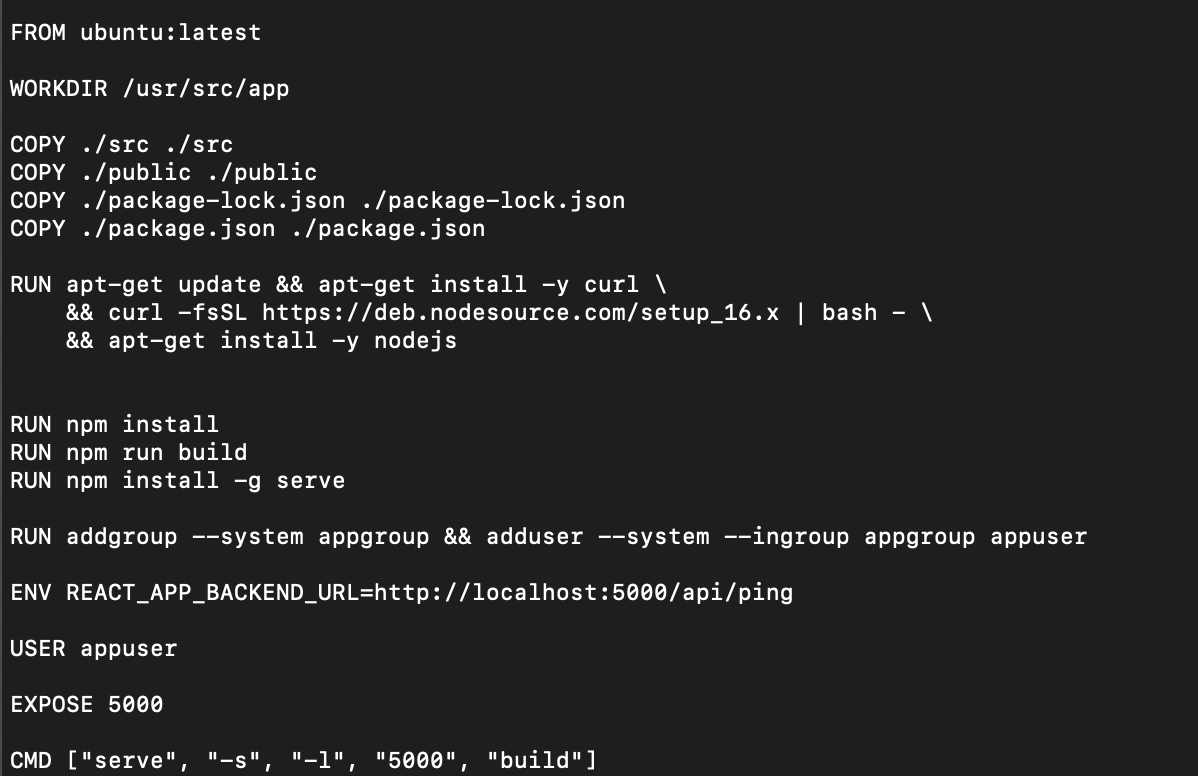 FROM ubuntu:latest
WORKDIR /usr/src/app
COPY ./src ./src
COPY ./public ./public
COPY ./package-lock.json ./package-lock.json
COPY ./package.json ./package.json
RUN apt-get update && apt-get install -y curl \
    && curl -fsSL https://deb.nodesource.com/setup_16.x | bash - \
    && apt-get install -y nodejs
RUN npm install
RUN npm run build
RUN npm install -g serve
RUN addgroup --system appgroup && adduser --system --ingroup appgroup appuser
ENV REACT_APP_BACKEND_URL=http://localhost:5000/api/ping
USER appuser
EXPOSE 5000
CMD ["serve", "-s", "-l", "5000", "build"]